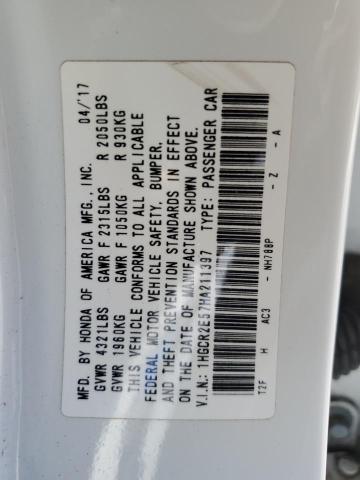 MFD. BY HONDA OF AMERICA MFG., INC. 04/'17
GVWR 4321LBS GAWR F 2315LBS R 2050LBS
GVWR 1960KG GAWR F 1050KG R 930KG
THIS VEHICLE CONFORMS TO ALL APPLICABLE
FEDERAL MOTOR VEHICLE SAFETY, BUMPER,
AND THEFT PREVENTION STANDARDS IN EFFECT
ON THE DATE OF MANUFACTURE SHOWN ABOVE.
V.I.N.: 1HGCR2E57HA211397 TYPE: PASSENGER CAR
T2F H AC3 - NH788P - Z - A